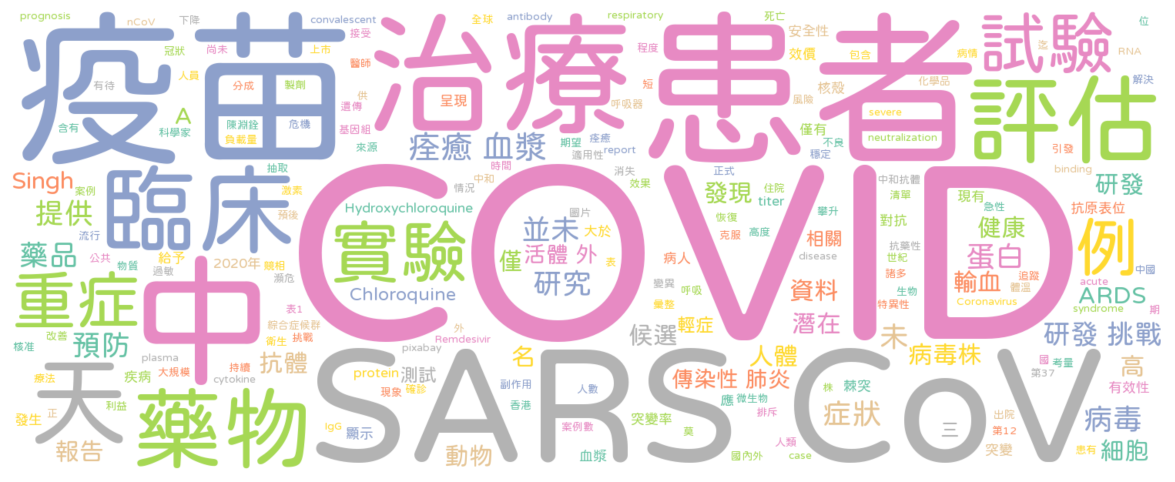 prognosis
nCoV
下降
convalescent
接受
全球
antibody
respiratory
死亡
安全性
位
疫苗
治療
患者
試驗
冠狀
尚未
上市
醫師
程度
效價
包含
病情
迄
RNA
人員
有待
分成
製劑
短
呼吸器
核殼
風險
化學品
解決
呈現
遺傳
供
A
含有
科學家
陳淵銓
負載量
危機
基因組
來源
severe
僅有
neutralization
評估
痊癒 血漿
期望
痊癒
適用性
report
不良
穩定
引發
抽取
時間
消失
正式
binding
Singh
案例
臨床
激素
情況
中和
效果
住院
titer
中和抗體
清單
現有
急性
研發
提供
預後
COVID
發現
攀升
抗原表位
Hydroxychloroquine
圖片
並未
大於
恢復
對抗
健康
流行
公共
藥品
物質
給予
過敏
2020年
競相
瀕危
實驗
僅
活體 外
表
克服
高度
相關
抗藥性
世紀
蛋白
例
disease
病人
研究
諸多
輸血
追蹤
體溫
中國
acute
重症
中
Chloroquine
變異
彙整
呼吸
資料
生物
特異性
Coronavirus
ARDS
syndrome
期
表1
潛在
輕症
候選
改善
核准
預防
綜合症候群
衛生
挑戰
外
Remdesivir
未
病毒株
研發 挑戰
國
考量
plasma
大規模
持續
cytokine
抗體
pixabay
名
人體
第37
高
有效性
天
SARS
CoV
療法
疾病
利益
藥物
protein
現象
確診
測試
副作用
香港
人數
傳染性 肺炎
應
微生物
排斥
株
棘突
發生
正
IgG
顯示
案例數
突變率
莫
人類
症狀
三
出院
第12
突變
病毒
報告
動物
血漿
國內外
case
患有
細胞